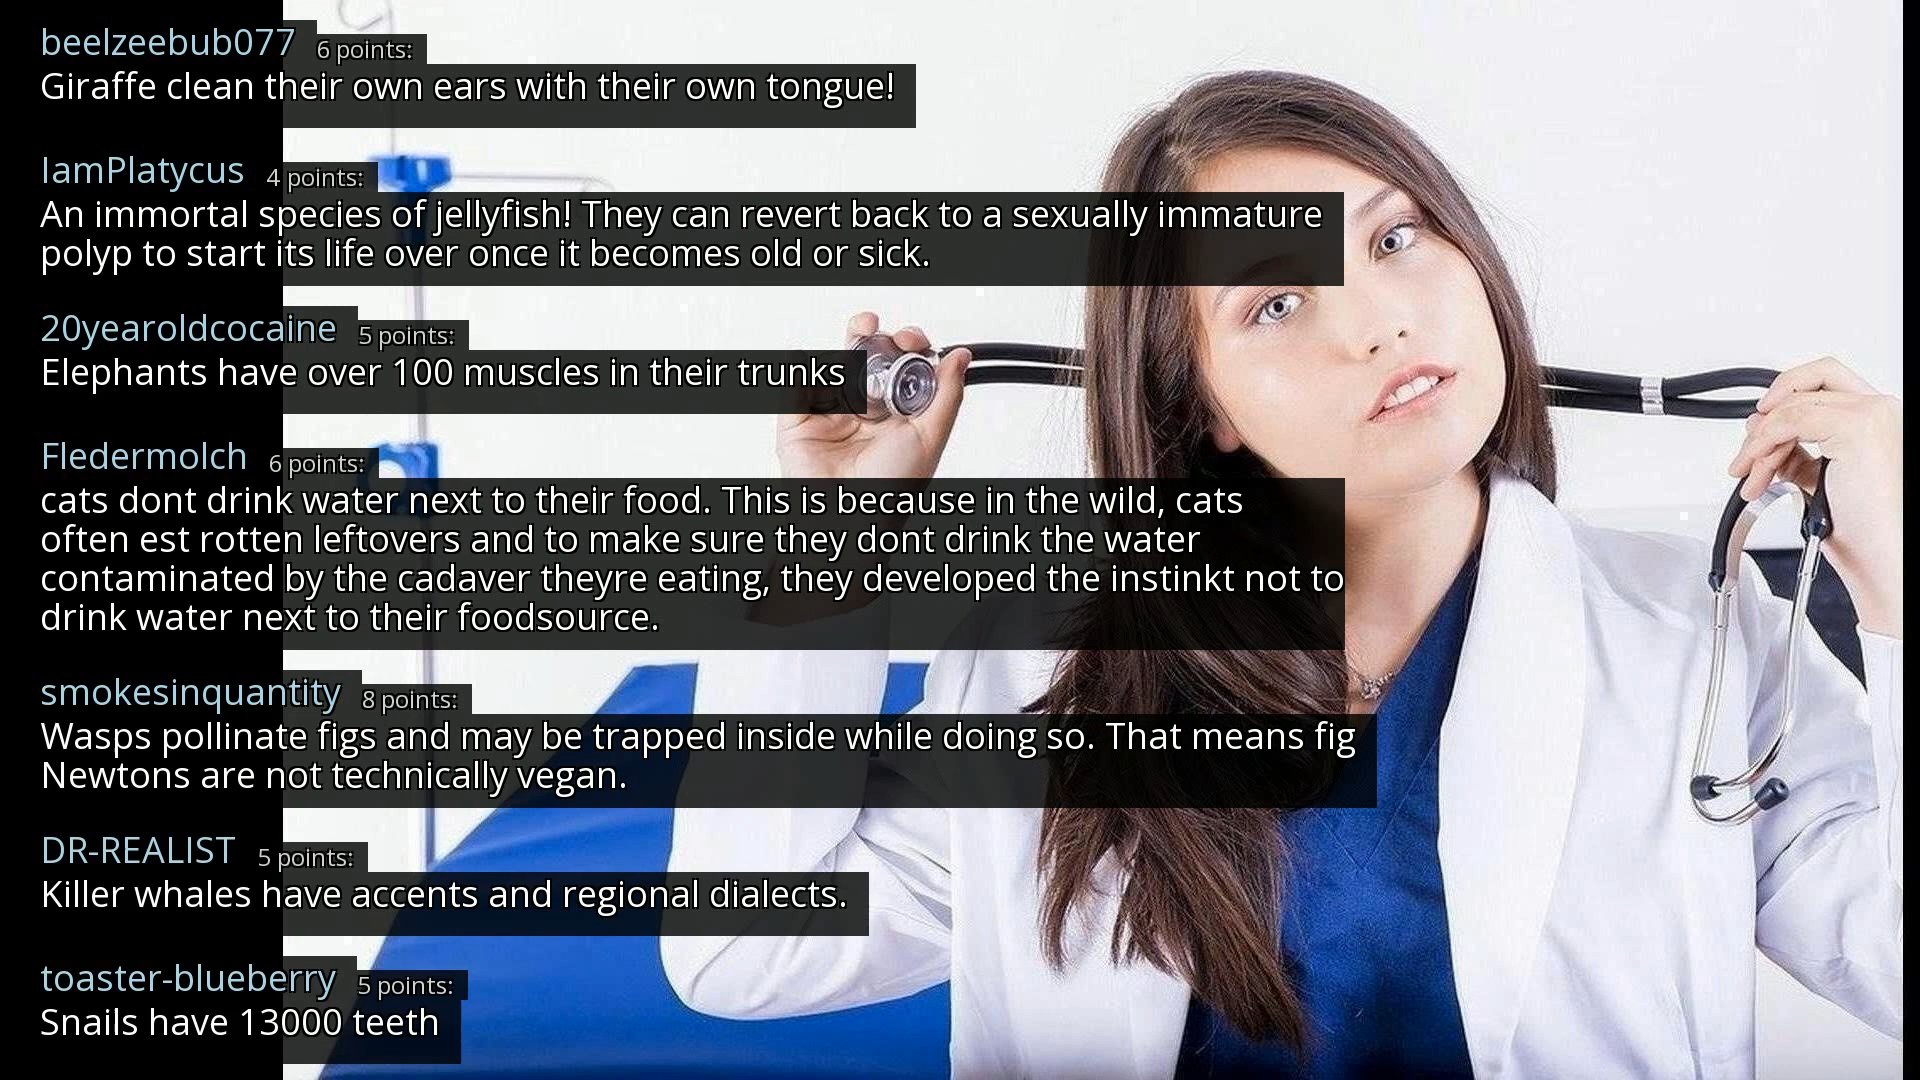 beelzeebub077 6 points:
Giraffe clean their own ears with their own tongue!
IamPlatycus 4 points:
An immortal species of jellyfish! They can revert back to a sexually immature
polyp to start its life over once it becomes old or sick.
20yearoldcocaine 5 points:
Elephants have over 100 muscles in their trunks
Fledermolch 6 points:
cats dont drink water next to their food. This is because in the wild, cats
often est rotten leftovers and to make sure they dont drink the water
contaminated by the cadaver theyre eating, they developed the instinkt not to
drink water next to their foodsource.
smokesinquantity 8 points:
Wasps pollinate figs and may be trapped inside while doing so. That means fig
Newtons are not technically vegan.
DR-REALIST 5 points:
Killer whales have accents and regional dialects.
toaster-blueberry 5 points:
Snails have 13000 teeth